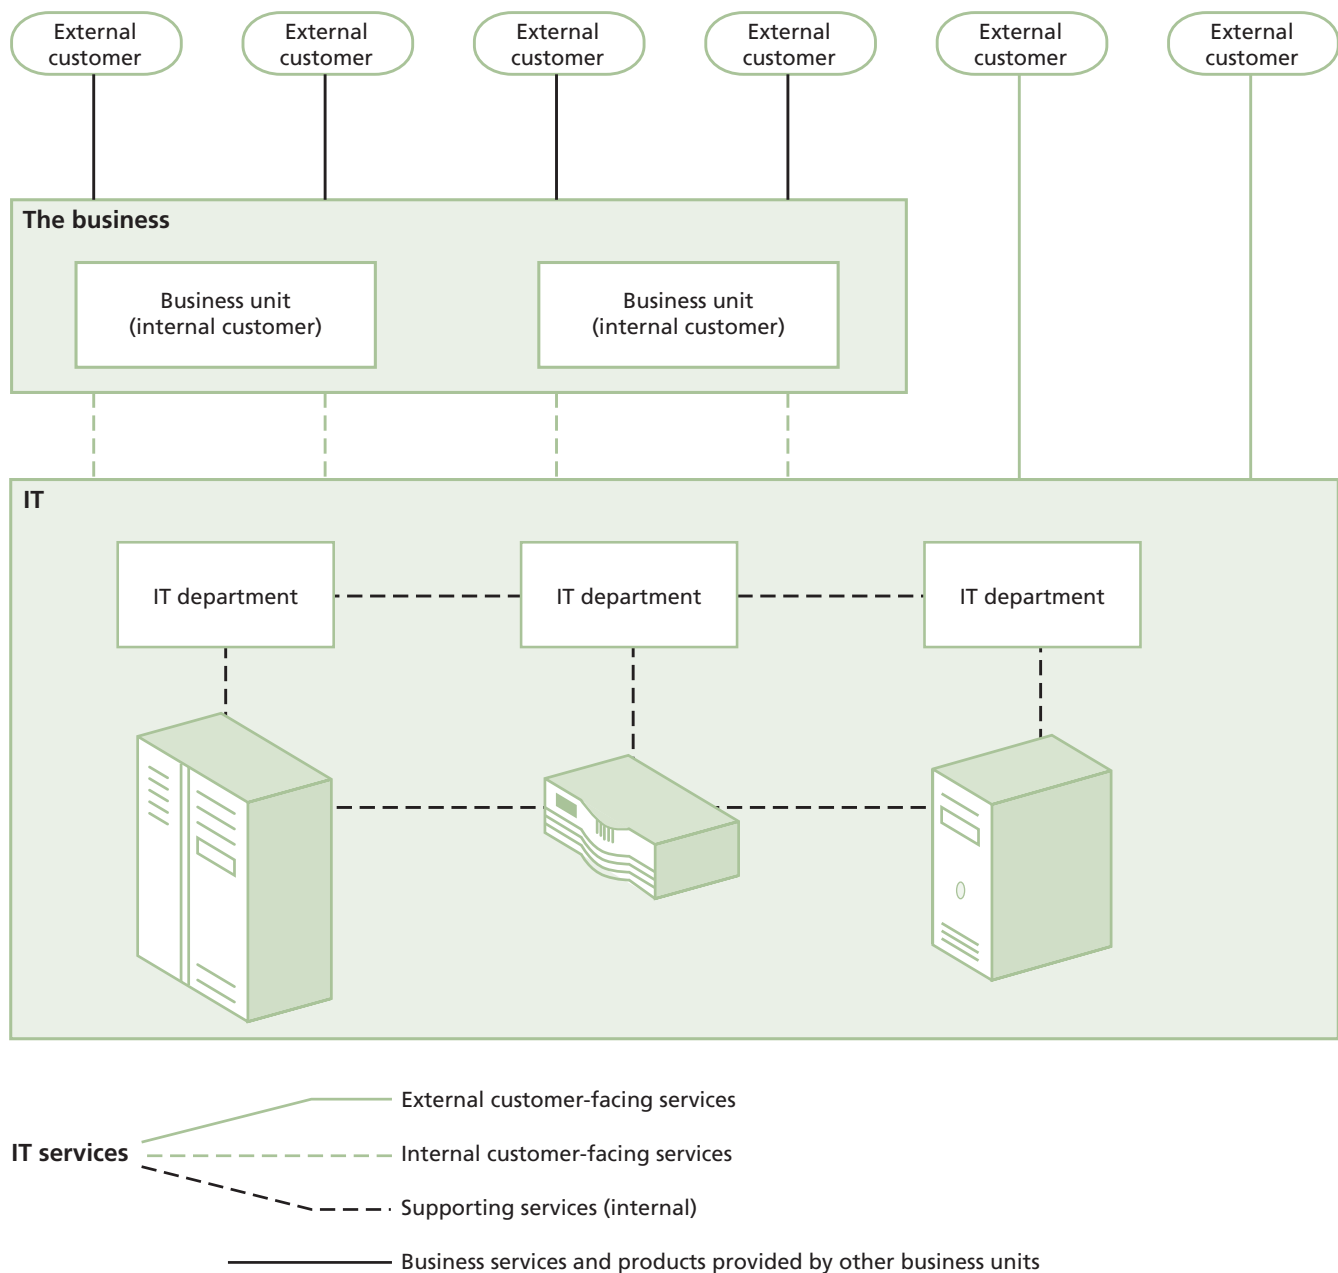 External
customer
External
customer
External
customer
External
customer
External
customer
External
customer
The business
Business unit
(internal customer)
Business unit
(internal customer)
IT
IT department
IT department
IT department
External customer-facing services
IT services
Internal customer-facing services
Supporting services (internal)
Business services and products provided by other business units